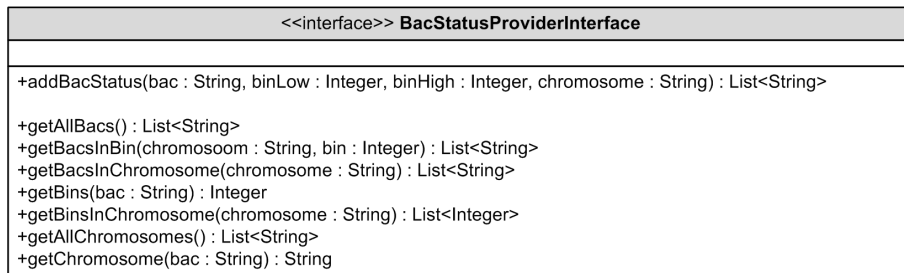 <<interface>> BacStatusProviderInterface
+addBacStatus(bac : String, binLow : Integer, binHigh : Integer, chromosome : String) : List<String>
+getAllBacs() : List<String>
+getBacsInBin(chromosoom : String, bin : Integer) : List<String>
+getBacsInChromosome(chromosome : String) : List<String>
+getBins(bac : String) : Integer
+getBinsInChromosome(chromosome : String) : List<Integer>
+getAllChromosomes() : List<String>
+getChromosome(bac : String) : String